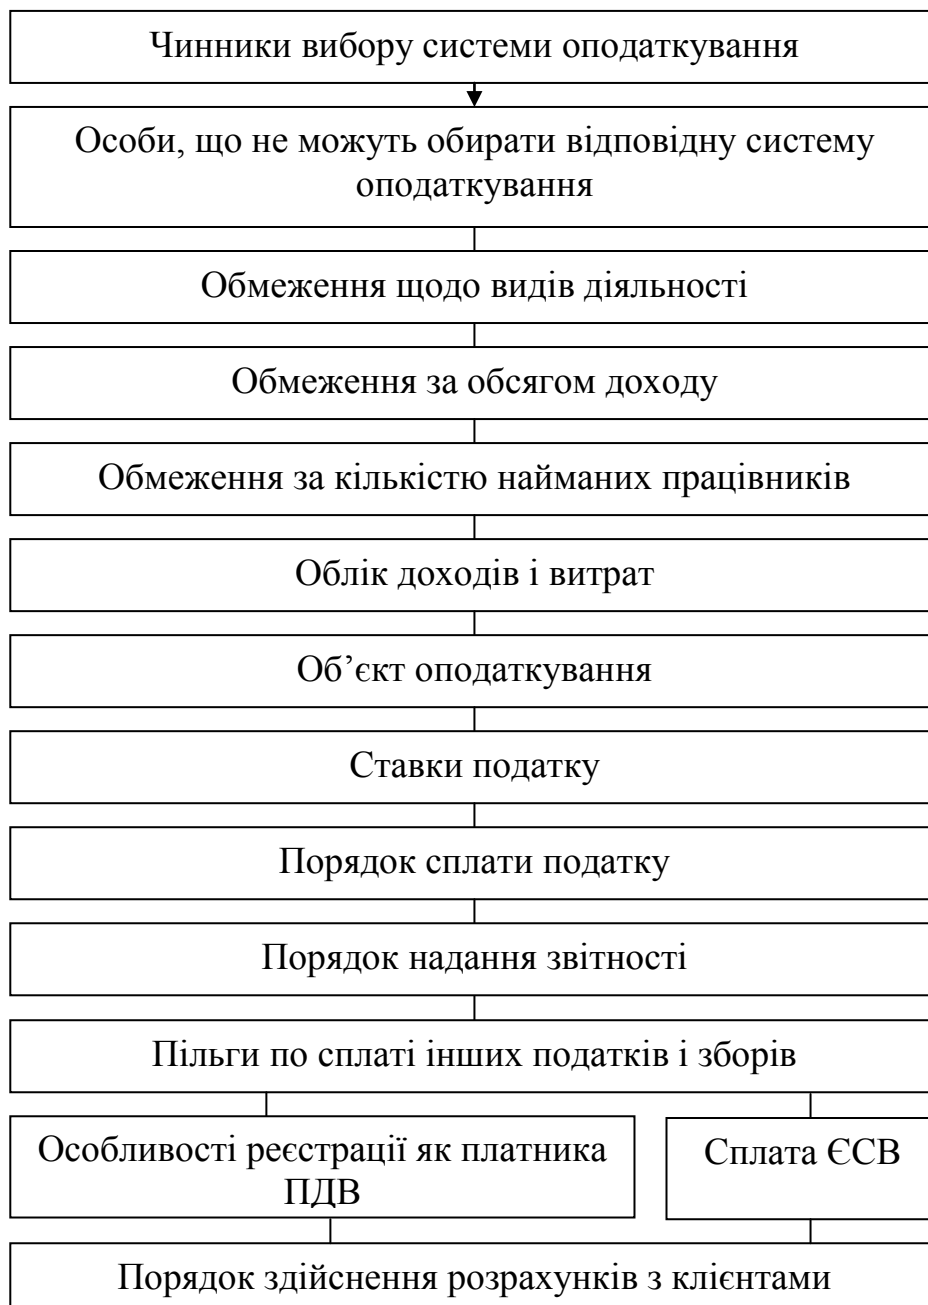 Чинники вибору системи оподаткування
Особи, що не можуть обирати відповідну систему
оподаткування
Обмеження щодо видів діяльності
Обмеження за обсягом доходу
Обмеження за кількістю найманих працівників
Облік доходів і витрат
Об’єкт оподаткування
Ставки податку
Порядок сплати податку
Порядок надання звітності
Пільги по сплаті інших податків і зборів
Особливості реєстрації як платника
ПДВ
Сплата ЄСВ
Порядок здійснення розрахунків з клієнтами